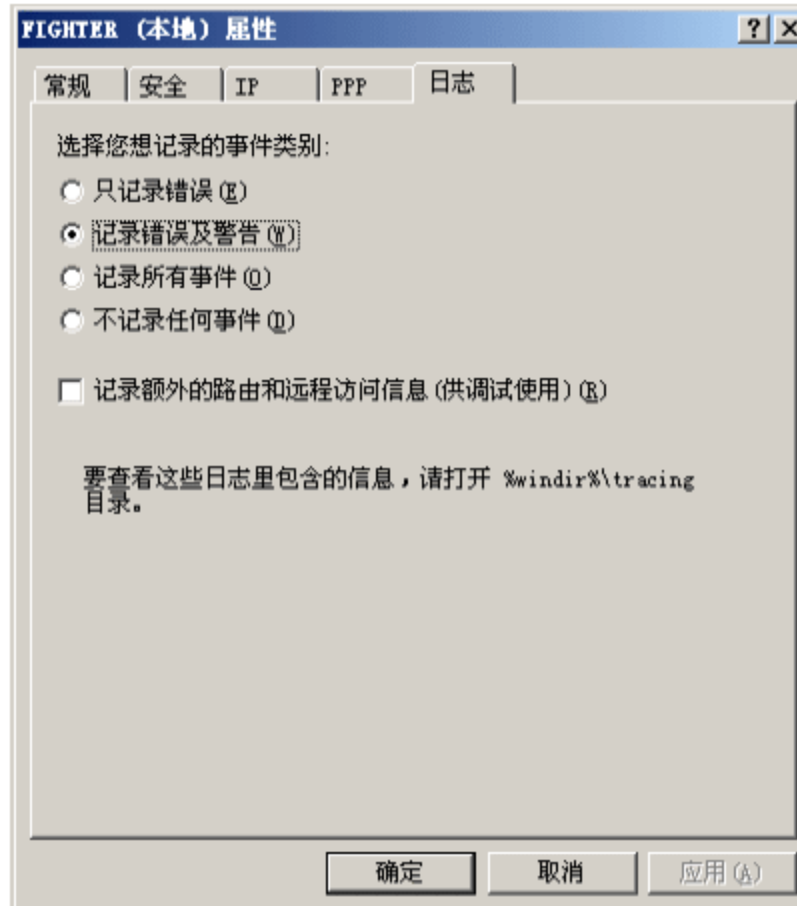 FIGHTER (本地) 属性
常规 安全 IP PPP 日志
选择您想记录的事件类别:
只记录错误(E)
记录错误及警告(W)
记录所有事件(O)
不记录任何事件(D)
记录额外的路由和远程访问信息(供调试使用)(R)
要查看这些日志里包含的信息，请打开 %windir%\tracing
目录。
确定 取消 应用(A)